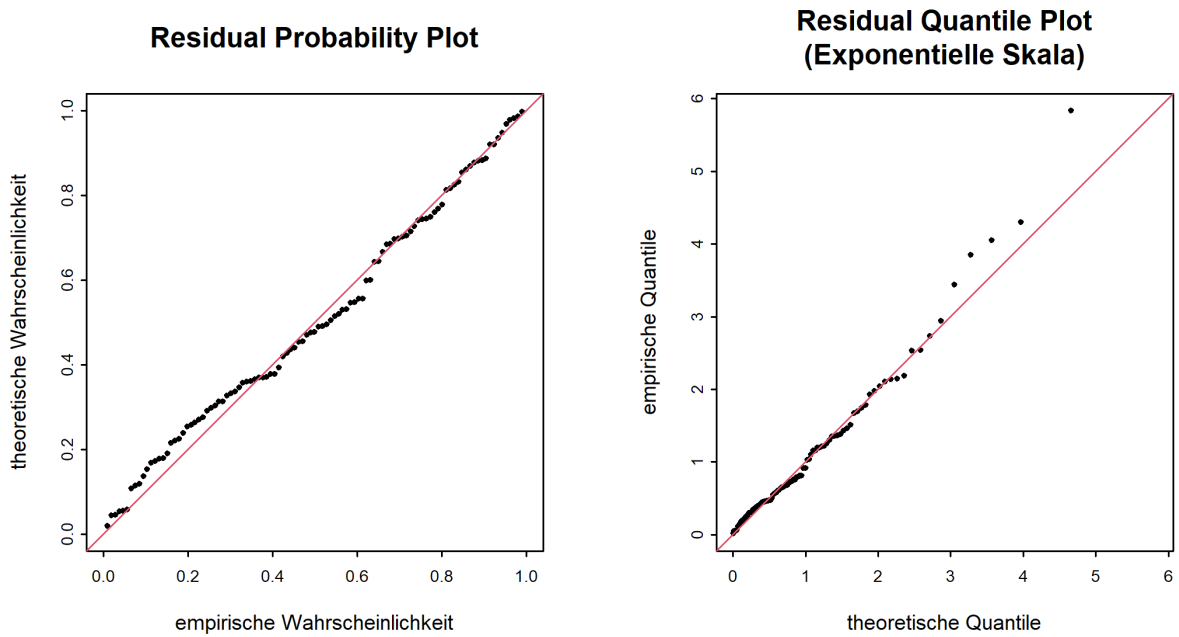 Residual Probability Plot
theoretische Wahrscheinlichkeit
1.0
0.8
0.6
0.4
0.2
0.0
0.0 0.2 0.4 0.6 0.8 1.0
empirische Wahrscheinlichkeit
Residual Quantile Plot
(Exponentielle Skala)
empirische Quantile
6
5
4
3
2
1
0
0 1 2 3 4 5 6
theoretische Quantile